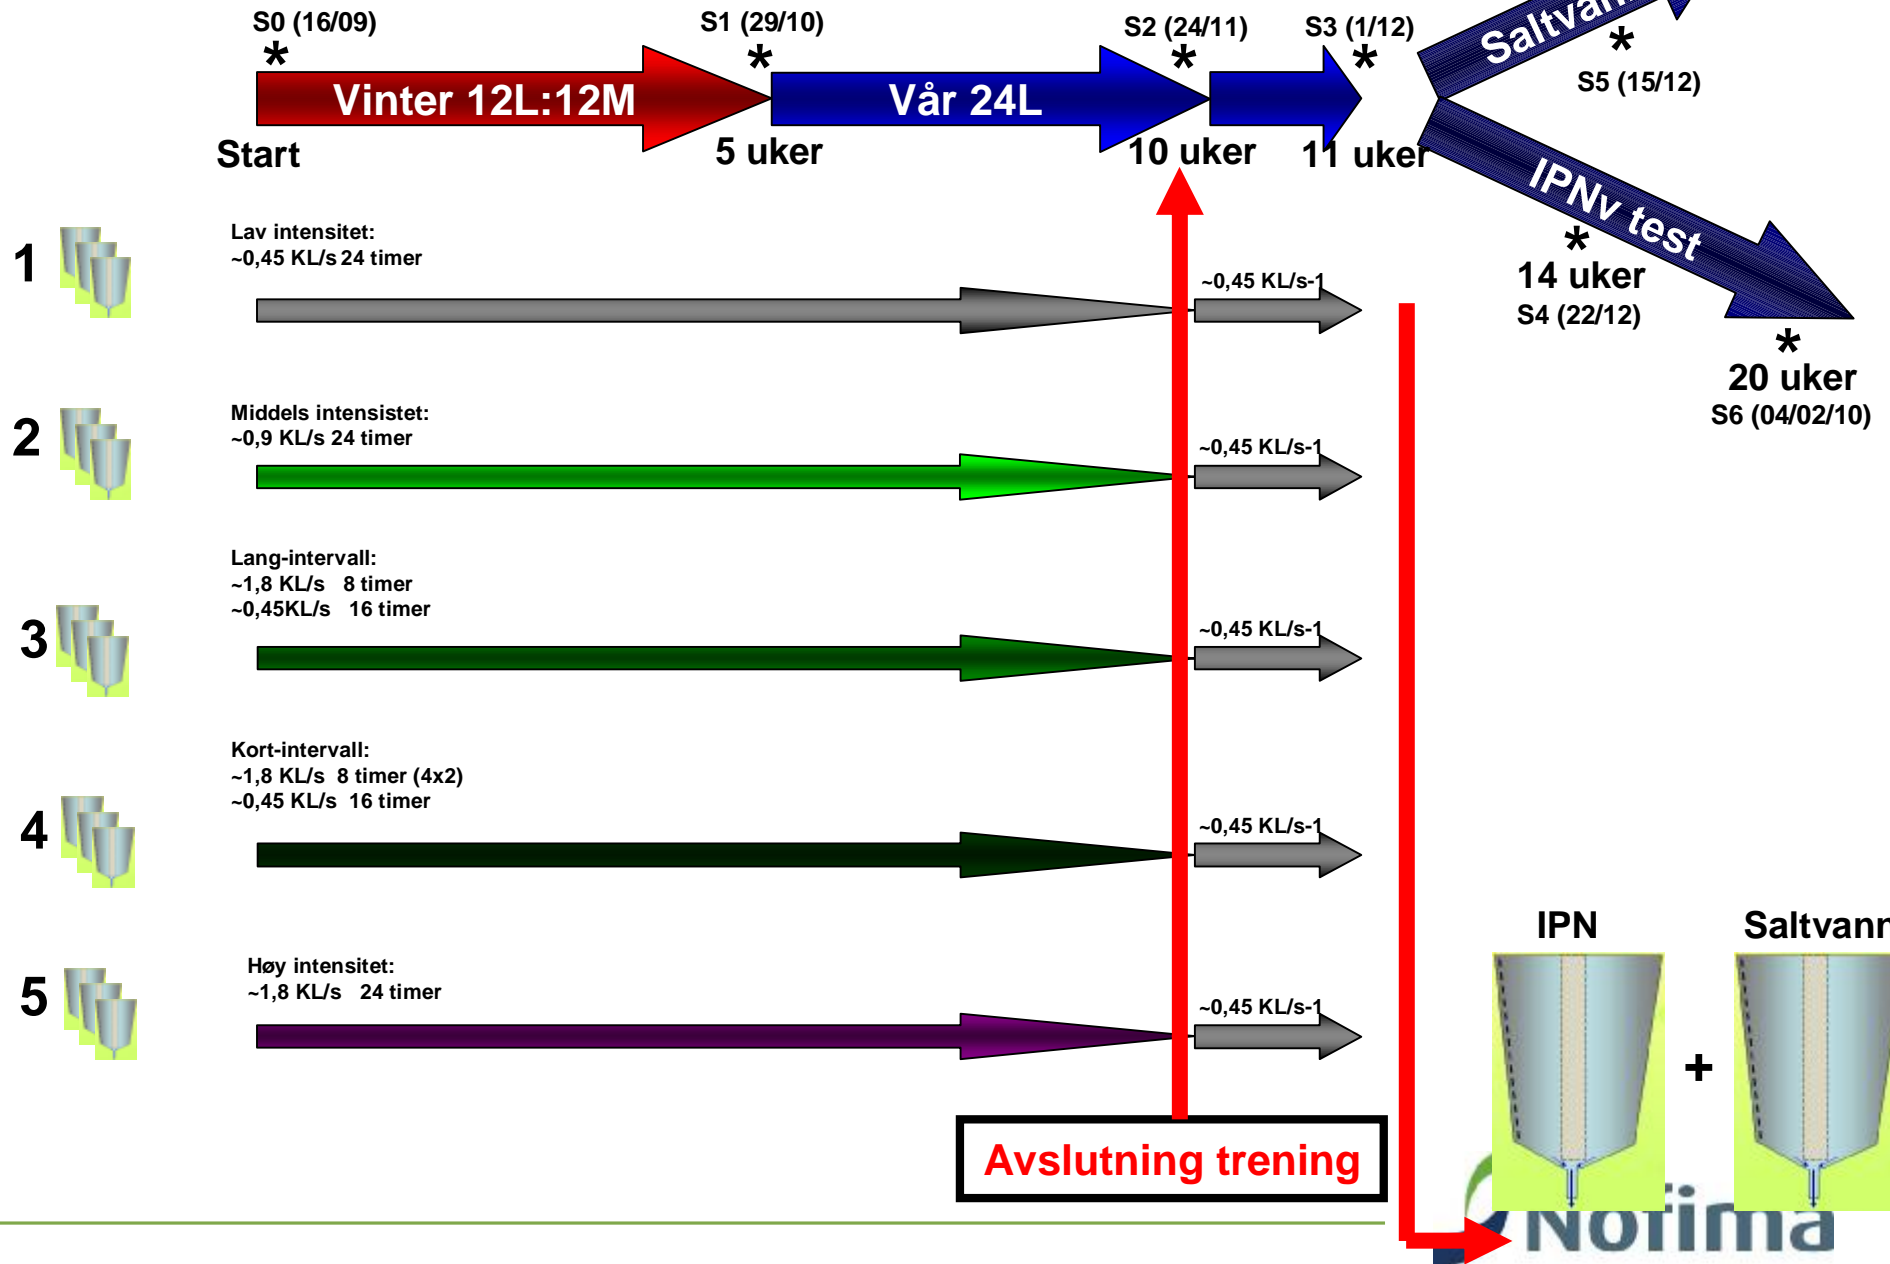 S0 (16/09)
S1 (29/10)
S2 (24/11)
S3 (1/12)
* * * *
Vinter 12L:12M
Vår 24L
Saltvann
*
S5 (15/12)
Start
5 uker
10 uker
11 uker
IPNv test
*
14 uker
S4 (22/12)
*
20 uker
S6 (04/02/10)
1
Lav intensitet:
~0,45 KL/s 24 timer
~0,45 KL/s-1
2
Middels intensistet:
~0,9 KL/s 24 timer
~0,45 KL/s-1
3
Lang-intervall:
~1,8 KL/s 8 timer
~0,45KL/s 16 timer
~0,45 KL/s-1
4
Kort-intervall:
~1,8 KL/s 8 timer (4x2)
~0,45 KL/s 16 timer
~0,45 KL/s-1
5
Høy intensitet:
~1,8 KL/s 24 timer
~0,45 KL/s-1
IPN
Saltvann
+
Avslutning trening
Nofima